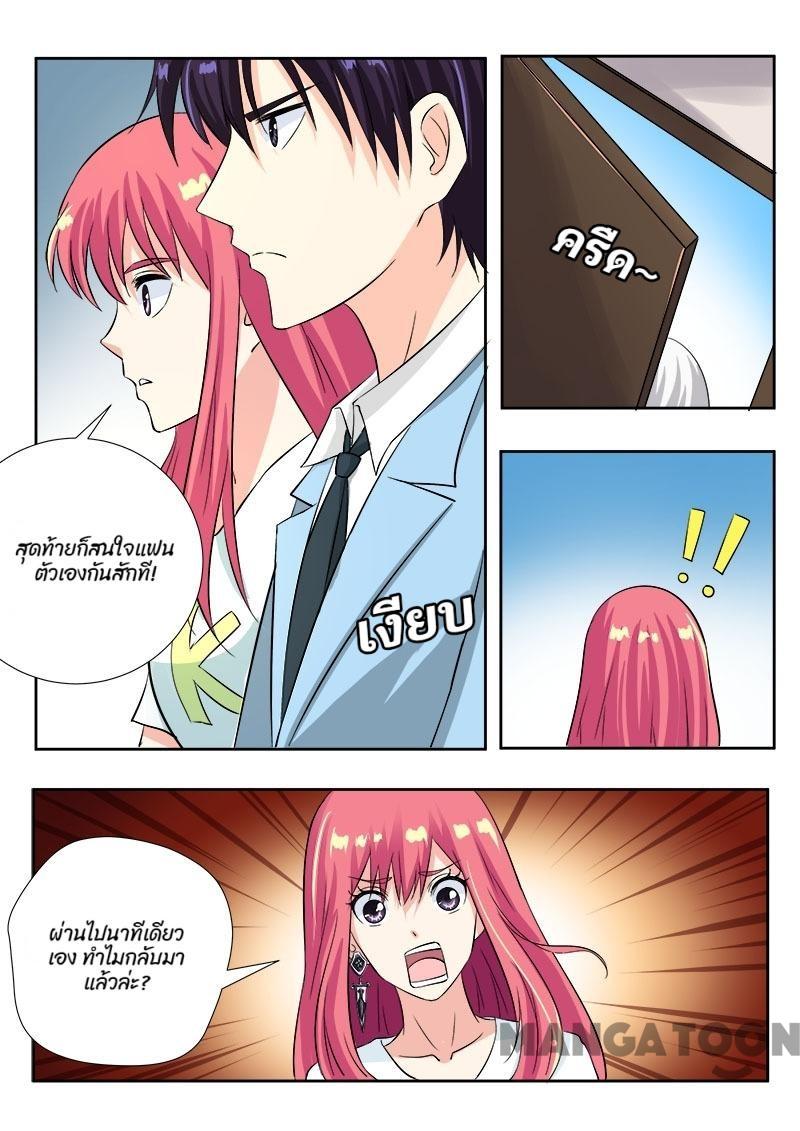 สุดท้ายก็สนใจแฟน
ตัวเองกันสักที!
เงียบ
ครืด~
!!
ผ่านไปนาทีเดียว
เอง ทำไมกลับมา
แล้วล่ะ?
MANGATOON